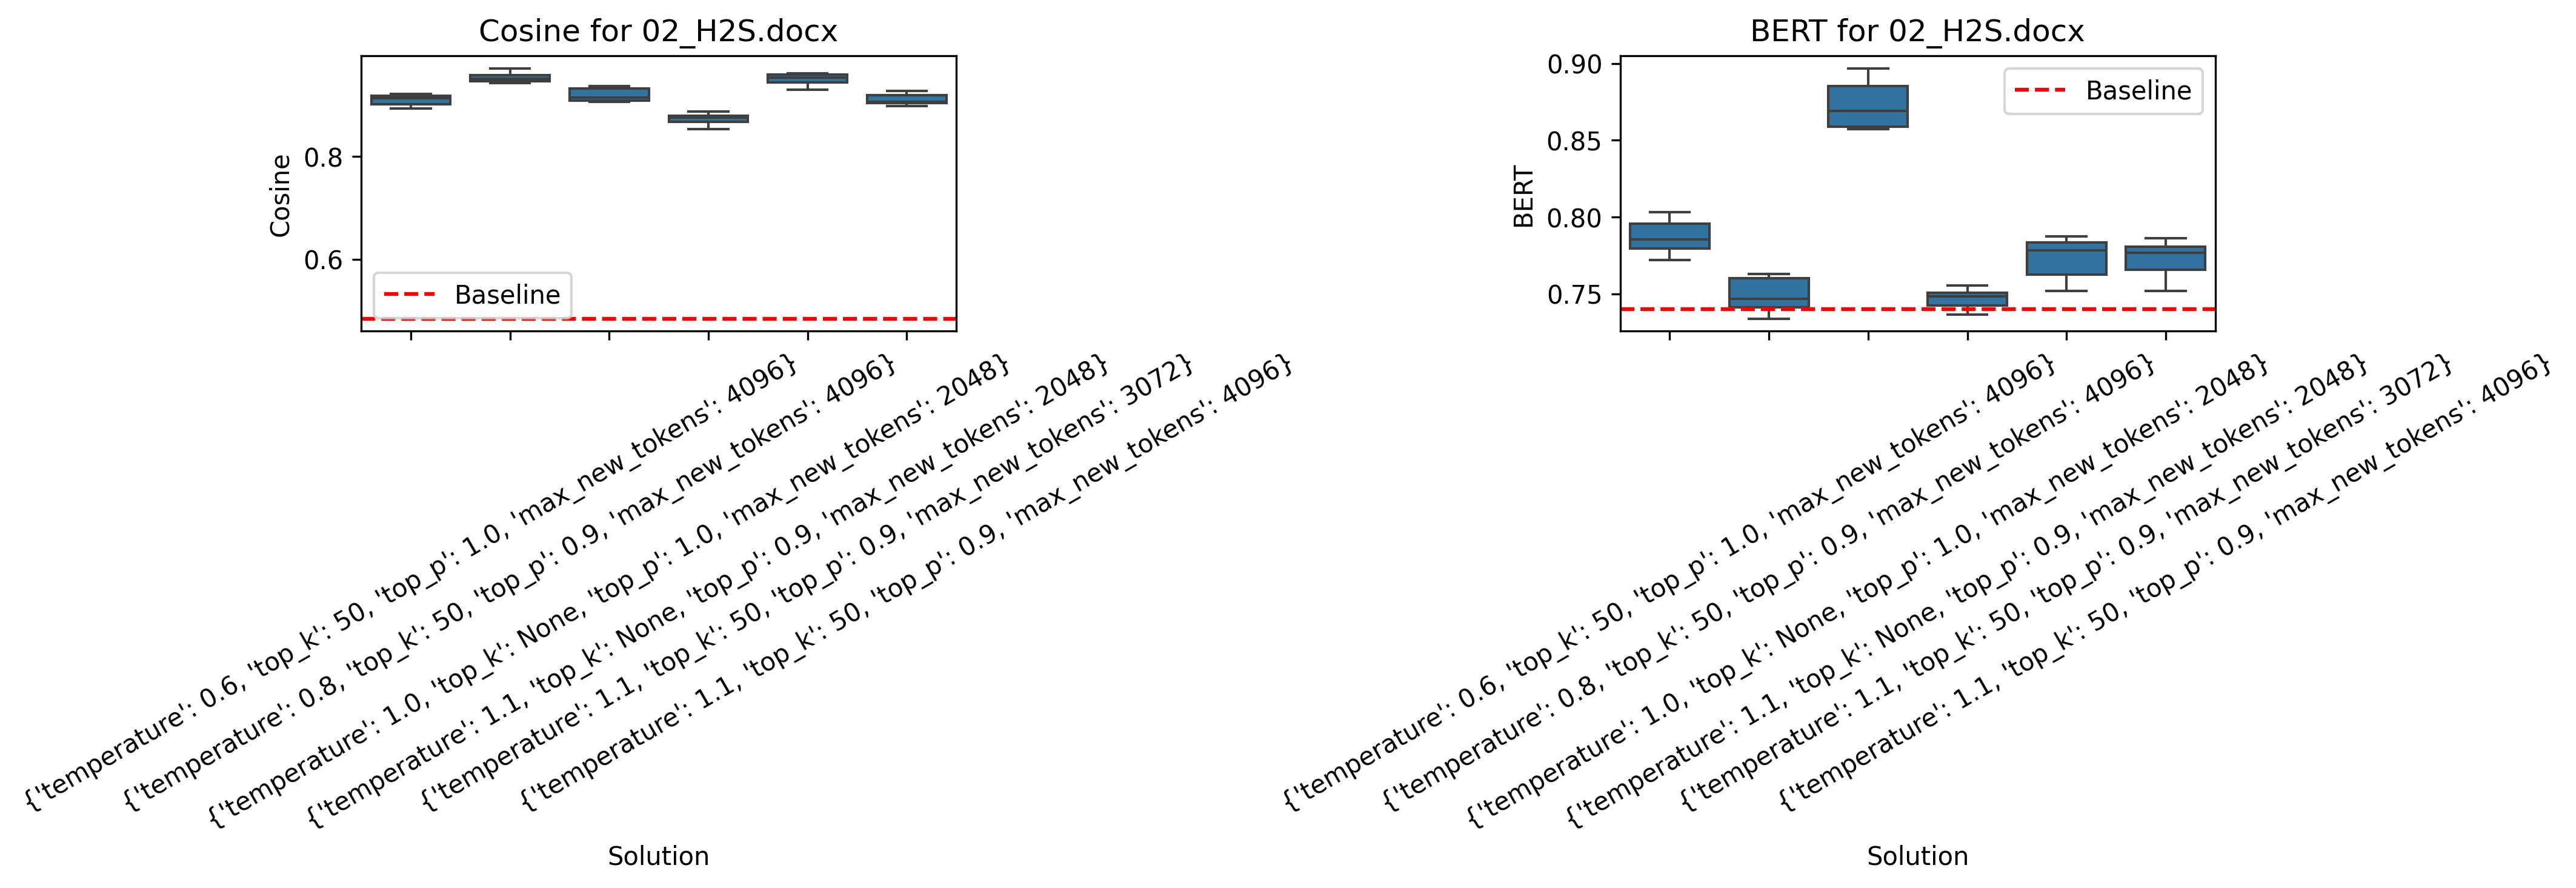 Cosine for 02_H2S.docx
Cosine
0.8
0.6
Baseline
{'temperature': 0.6, 'top_k': 50, 'top_p': 1.0, 'max_new_tokens': 4096}
{'temperature': 0.8, 'top_k': 50, 'top_p': 0.9, 'max_new_tokens': 4096}
{'temperature': 1.0, 'top_k': None, 'top_p': 1.0, 'max_new_tokens': 2048}
{'temperature': 1.1, 'top_k': None, 'top_p': 0.9, 'max_new_tokens': 2048}
{'temperature': 1.1, 'top_k': 50, 'top_p': 0.9, 'max_new_tokens': 3072}
{'temperature': 1.1, 'top_k': 50, 'top_p': 0.9, 'max_new_tokens': 4096}
Solution
BERT for 02_H2S.docx
BERT
0.90
0.85
0.80
0.75
Baseline
{'temperature': 0.6, 'top_k': 50, 'top_p': 1.0, 'max_new_tokens': 4096}
{'temperature': 0.8, 'top_k': 50, 'top_p': 0.9, 'max_new_tokens': 4096}
{'temperature': 1.0, 'top_k': None, 'top_p': 1.0, 'max_new_tokens': 2048}
{'temperature': 1.1, 'top_k': None, 'top_p': 0.9, 'max_new_tokens': 2048}
{'temperature': 1.1, 'top_k': 50, 'top_p': 0.9, 'max_new_tokens': 3072}
{'temperature': 1.1, 'top_k': 50, 'top_p': 0.9, 'max_new_tokens': 4096}
Solution